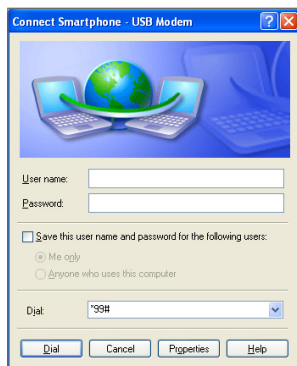 Connect Smartphone - USB Modem
User name:
Password:
Save this user name and password for the following users:
Me only
Anyone who uses this computer
Dial: *99#
Dial Cancel Properties Help